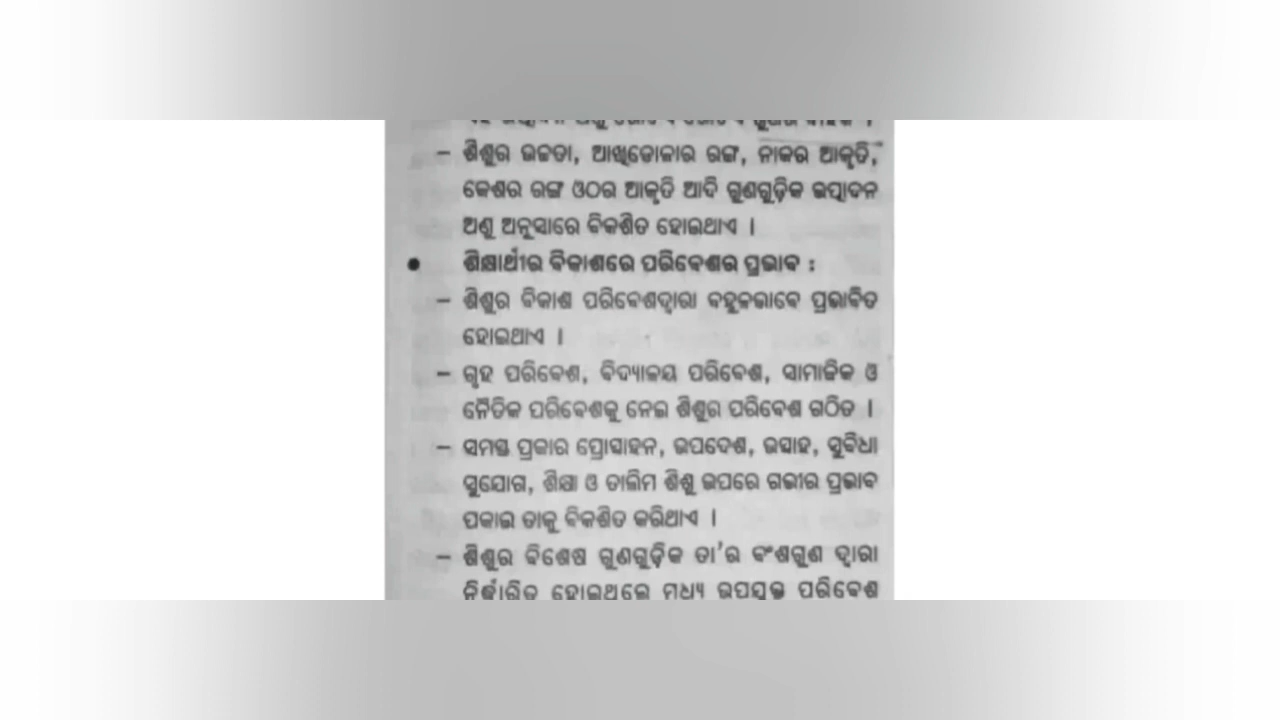 – ଶିଶୁର ଉଚ୍ଚତା, ଆଖିଡୋଳାର ରଙ୍ଗ, ନାକର ଆକୃତି,
କେଶର ରଙ୍ଗ ଓଠର ଆକୃତି ଆଦି ଗୁଣଗୁଡ଼ିକ ଉତ୍ପାଦନ
ଅଣୁ ଅନୁସାରେ ବିକଶିତ ହୋଇଥାଏ ।
● ଶିକ୍ଷାର୍ଥୀର ବିକାଶରେ ପରିବେଶର ପ୍ରଭାବ :
– ଶିଶୁର ବିକାଶ ପରିବେଶଦ୍ୱାରା ବହୁଳଭାବେ ପ୍ରଭାବିତ
ହୋଇଥାଏ ।
– ଗୃହ ପରିବେଶ, ବିଦ୍ୟାଳୟ ପରିବେଶ, ସାମାଜିକ ଓ
ନୈତିକ ପରିବେଶକୁ ନେଇ ଶିଶୁର ପରିବେଶ ଗଠିତ ।
– ସମସ୍ତ ପ୍ରକାର ପ୍ରୋତ୍ସାହନ, ଉପଦେଶ, ଉତ୍ସାହ, ସୁବିଧା
ସୁଯୋଗ, ଶିକ୍ଷା ଓ ତାଲିମ ଶିଶୁ ଉପରେ ଗଭୀର ପ୍ରଭାବ
ପକାଇ ତାକୁ ବିକଶିତ କରିଥାଏ ।
– ଶିଶୁର ବିଶେଷ ଗୁଣଗୁଡ଼ିକ ତା'ର ବଂଶଗୁଣ ଦ୍ୱାରା
ନିର୍ଦ୍ଧାରିତ ହୋଇଥିଲେ ମଧ୍ୟ ଉପଯୁକ୍ତ ପରିବେଶ